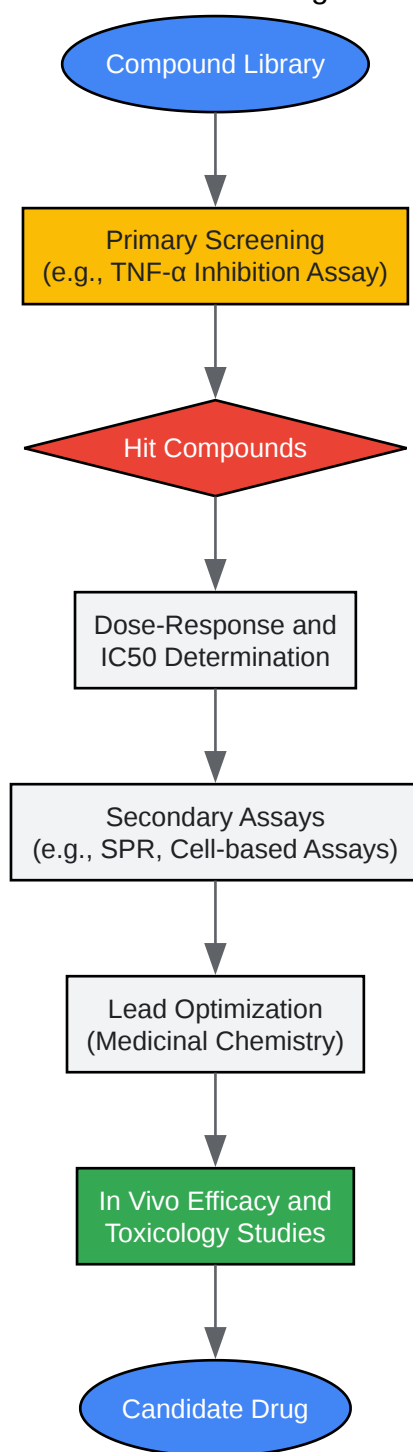 Compound Library
Primary Screening
(e.g., TNF-α Inhibition Assay)
Hit Compounds
Dose-Response and
IC50 Determination
Secondary Assays
(e.g., SPR, Cell-based Assays)
Lead Optimization
(Medicinal Chemistry)
In Vivo Efficacy and
Toxicology Studies
Candidate Drug